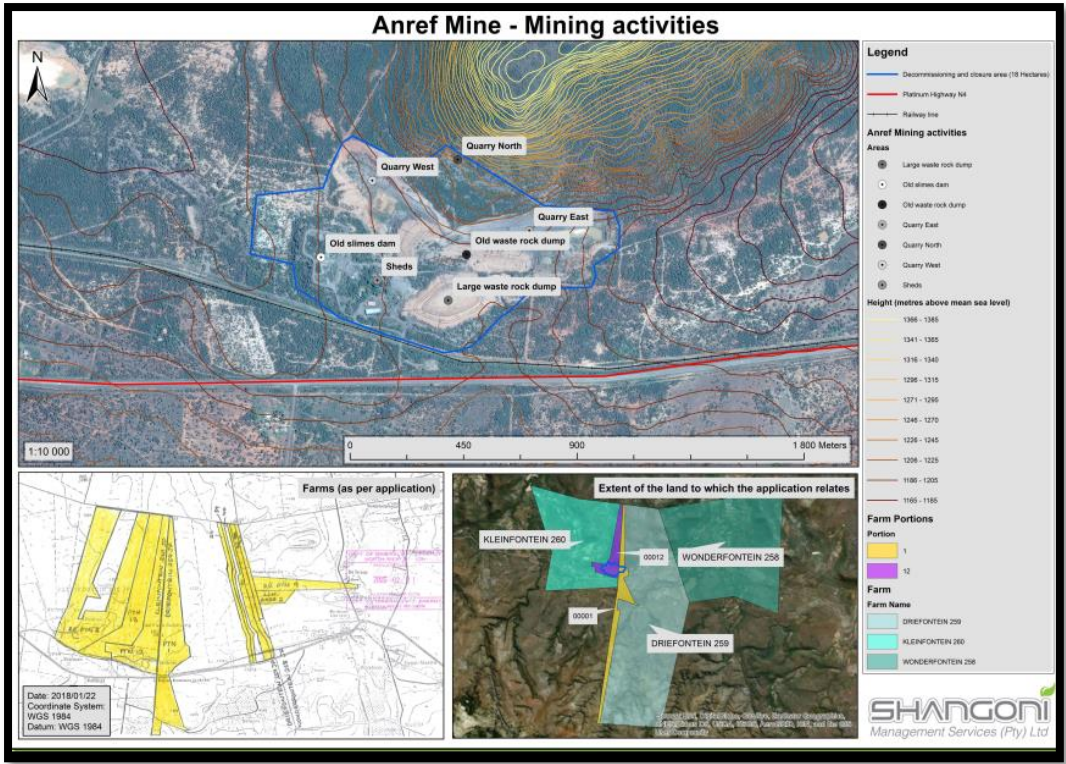 Anref Mine - Mining activities
N
Quarry North
Quarry West
Quarry East
Old slimes dam
Old waste rock dump
Sheds
Large waste rock dump
1:10 000
0 450 900 1 800 Meters
Legend
Decommissioning and closure area (18 Hectares)
Platinum Highway N4
Railway line
Anref Mining activities
Areas
Large waste rock dump
Old slimes dam
Old waste rock dump
Quarry East
Quarry North
Quarry West
Sheds
Height (metres above mean sea level)
1366 - 1385
1341 - 1365
1316 - 1340
1296 - 1315
1271 - 1295
1246 - 1270
1226 - 1245
1206 - 1225
1186 - 1205
1165 - 1185
Farm Portions
Portion
1
12
Farm
Farm Name
DRIEFONTEIN 259
KLEINFONTEIN 260
WONDERFONTEIN 258
Farms (as per application)
Date: 2018/01/22
Coordinate System:
WGS 1984
Datum: WGS 1984
Extent of the land to which the application relates
KLEINFONTEIN 260
00012
WONDERFONTEIN 258
00001
DRIEFONTEIN 259
SHANGONI
Management Services (Pty) Ltd